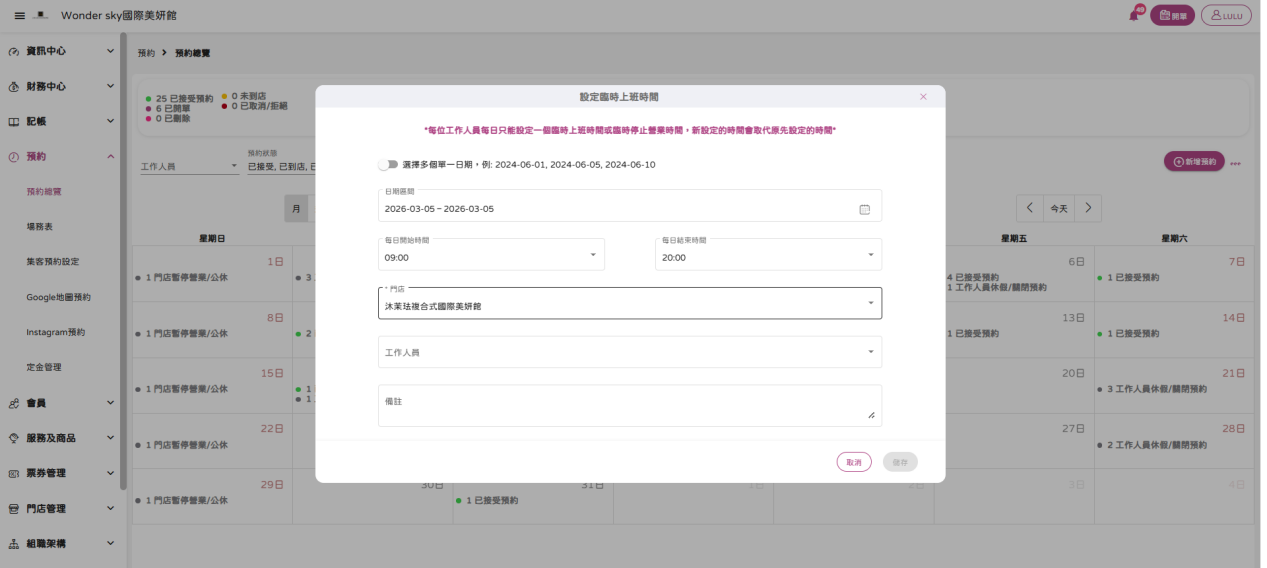 Wonder sky國際美妍館
49
開單
LULU
資訊中心
財務中心
記帳
預約
預約總覽
場務表
集客預約設定
Google地圖預約
Instagram預約
定金管理
會員
服務及商品
票券管理
門店管理
組職架構
預約 > 預約總覽
25 已接受預約
0 未到店
6 已開單
0 已取消/拒絕
0 已刪除
工作人員
預約狀態
已接受, 已到店, 已
新增預約
月
今天
星期日
星期五
星期六
1日
6日
7日
1 門店暫停營業/公休
3
4 已接受預約
1 工作人員休假/關閉預約
1 已接受預約
8日
13日
14日
1 門店暫停營業/公休
2
1 已接受預約
1 已接受預約
15日
20日
21日
1 門店暫停營業/公休
1
1
3 工作人員休假/關閉預約
22日
27日
28日
1 門店暫停營業/公休
2 工作人員休假/關閉預約
29日
30日
31日
1日
2日
3日
4日
1 門店暫停營業/公休
1 已接受預約
設定臨時上班時間
*每位工作人員每日只能設定一個臨時上班時間或臨時停止營業時間，新設定的時間會取代原先設定的時間*
選擇多個單一日期，例: 2024-06-01, 2024-06-05, 2024-06-10
日期區間
2026-03-05 ~ 2026-03-05
每日開始時間
09:00
每日結束時間
20:00
* 門店
沐茉珐複合式國際美妍館
工作人員
備註
取消
儲存